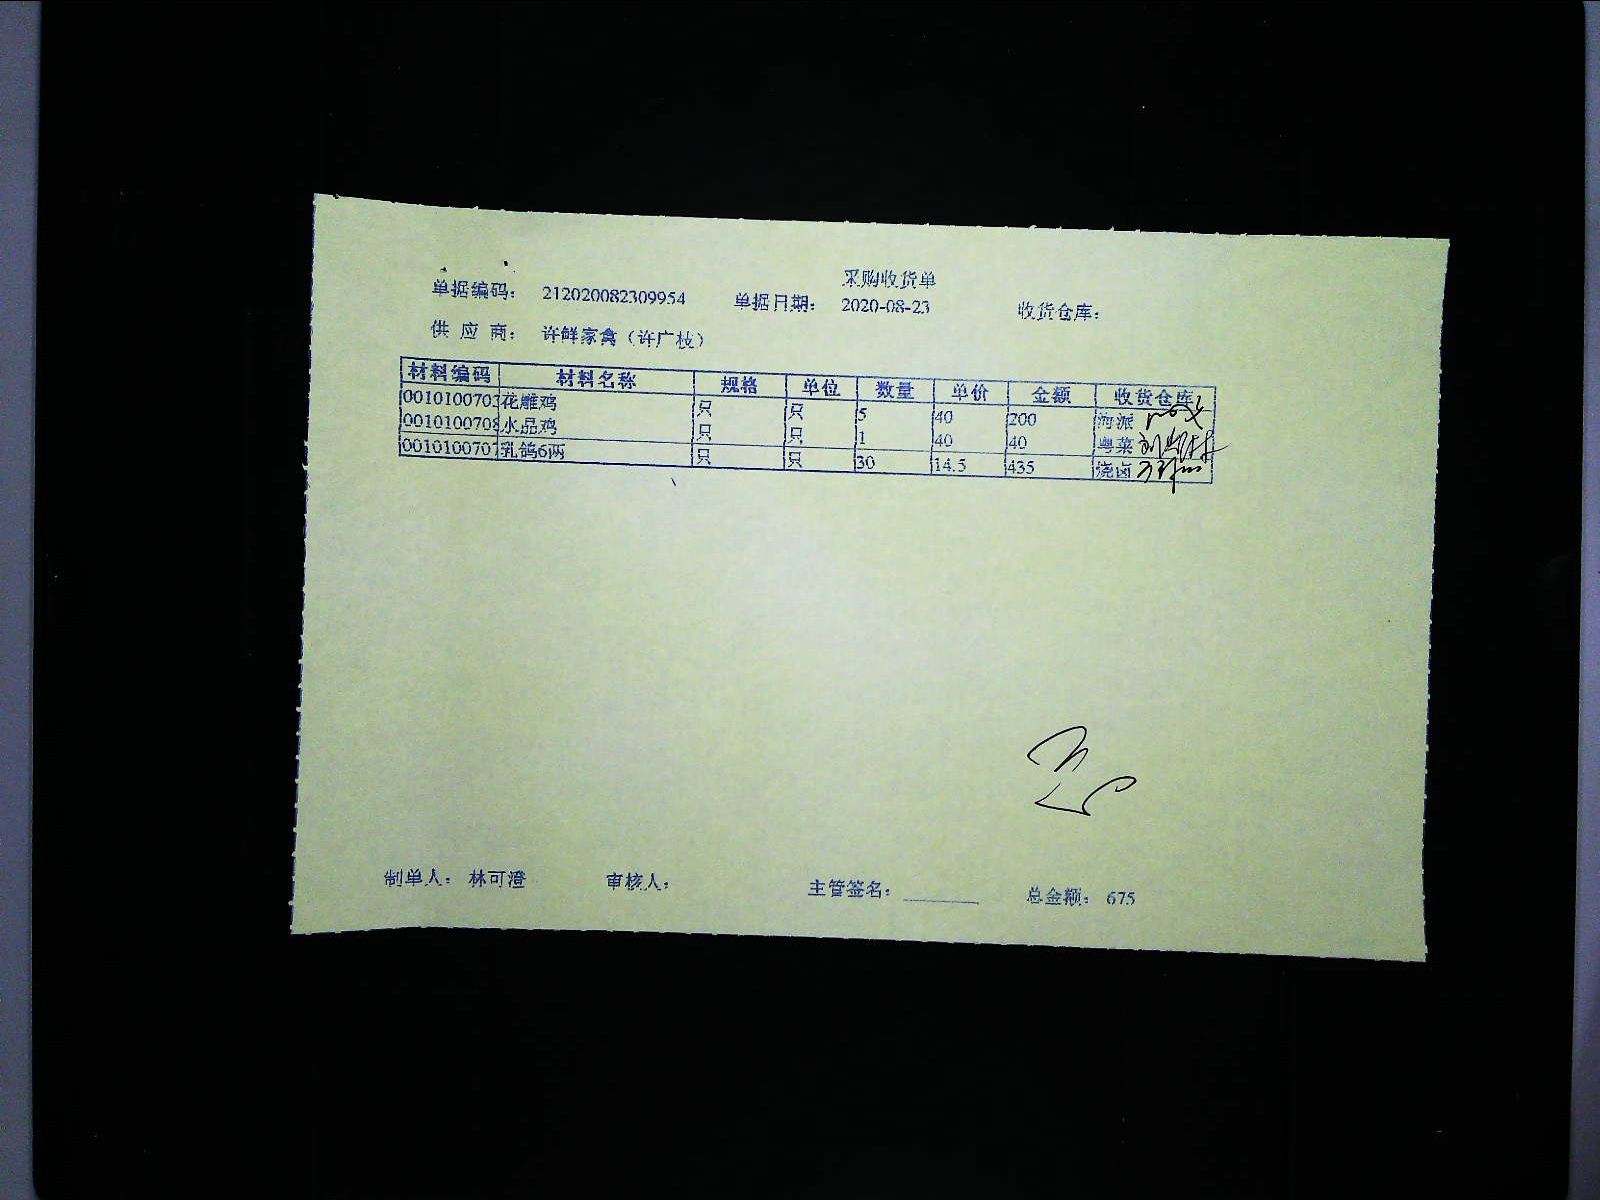 采购收货单
单据编码： 212020082309954 单据日期： 2020-08-23 收货仓库：
供 应 商： 许鲜家禽（许广枝）
材料编码 材料名称 规格 单位 数量 单价 金额 收货仓库
0010100703 花雕鸡 只 只 5 40 200 海派
0010100708 水晶鸡 只 只 1 40 40 粤菜
0010100707 乳鸽6两 只 只 30 14.5 435 烧卤
制单人： 林可澄 审核人： 主管签名： 总金额： 675